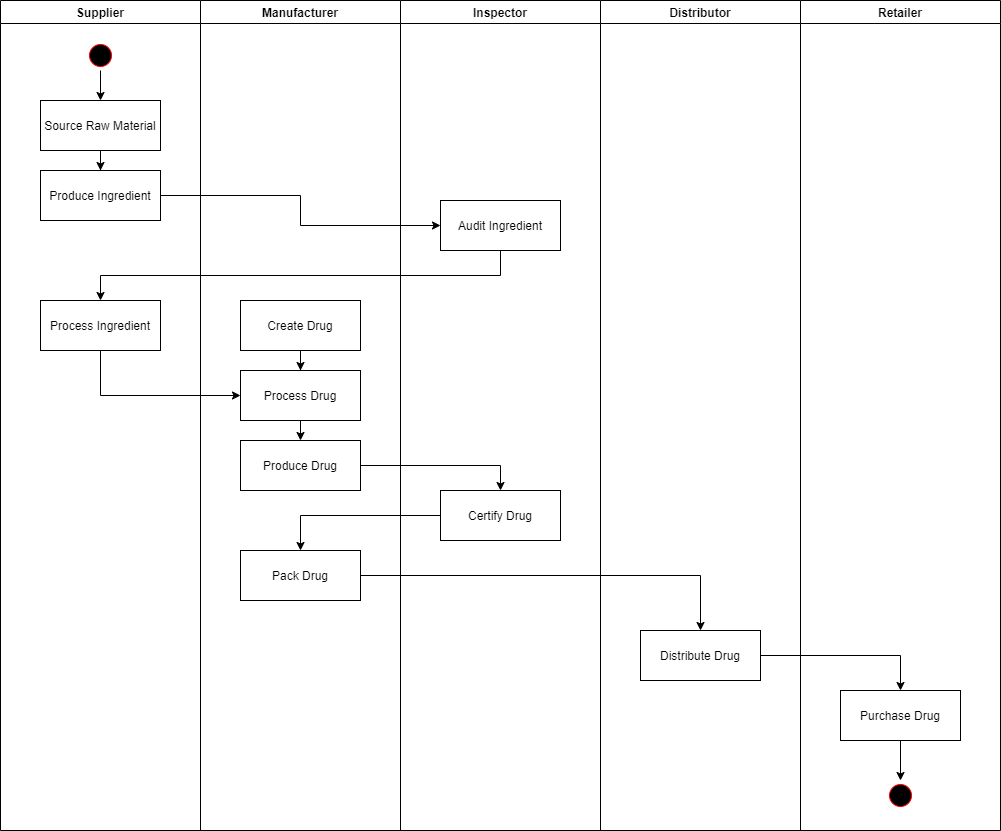 Supplier
Manufacturer
Inspector
Distributor
Retailer
Source Raw Material
Produce Ingredient
Audit Ingredient
Process Ingredient
Create Drug
Process Drug
Produce Drug
Certify Drug
Pack Drug
Distribute Drug
Purchase Drug